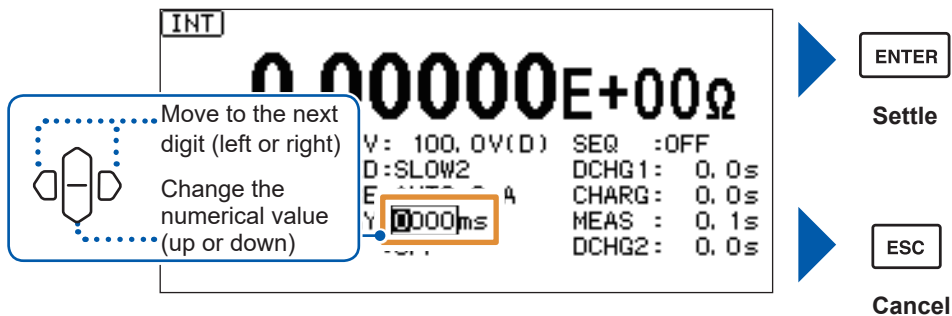 INT
0.00000E+00Ω
Move to the next
digit (left or right)
Change the
numerical value
(up or down)
V: 100.0V(D) SEQ :OFF
D:SLOW2 DCHG1: 0.0s
CHARG: 0.0s
Y 0000ms MEAS : 0.1s
DCHG2: 0.0s
ENTER
Settle
ESC
Cancel